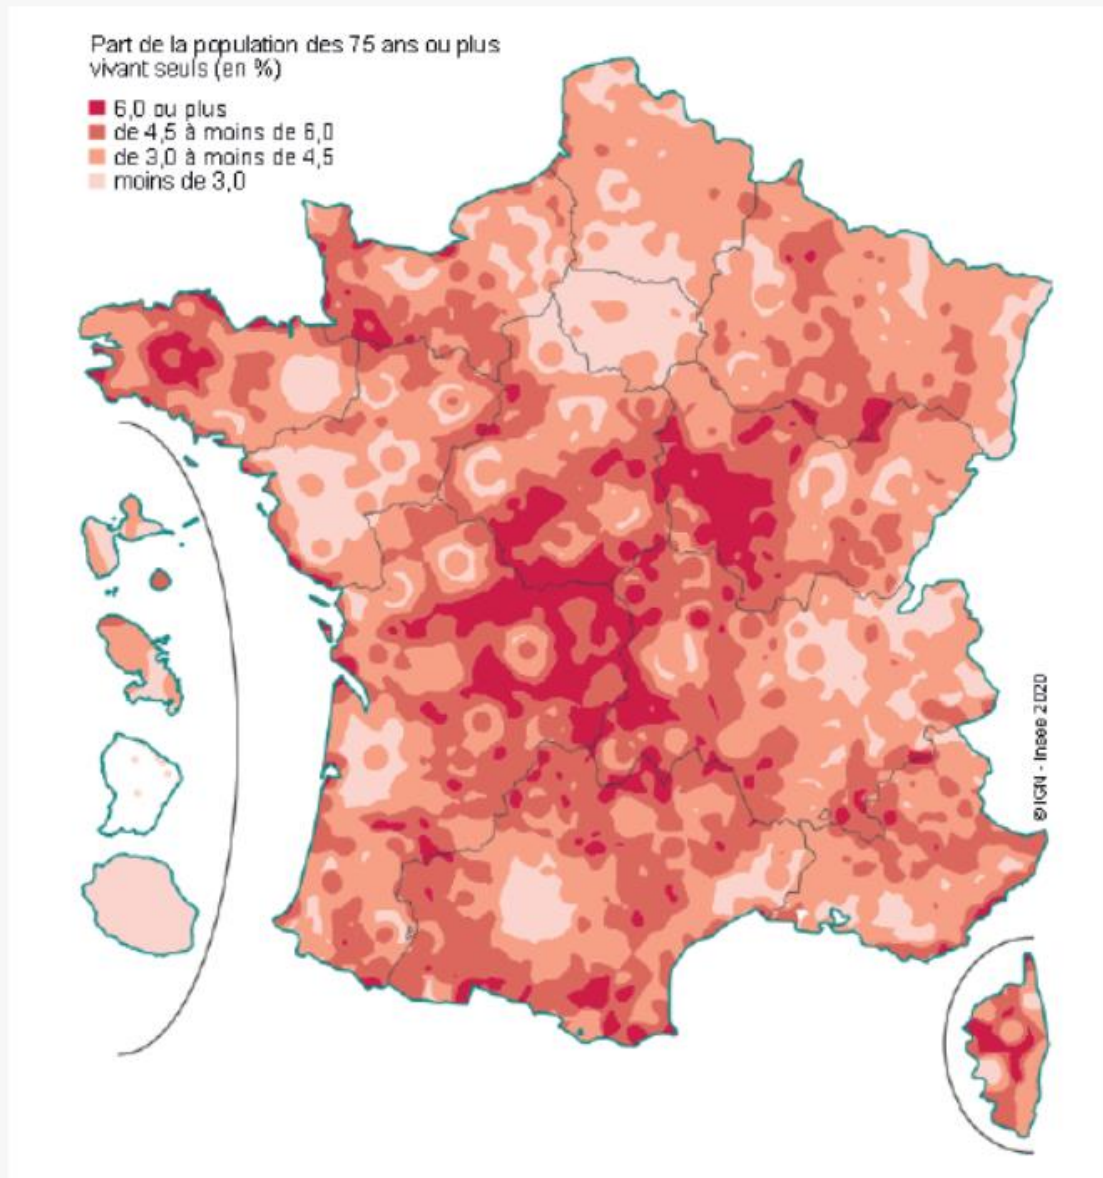 Part de la population des 75 ans ou plus
vivant seuls (en %)
6,0 ou plus
de 4,5 à moins de 6,0
de 3,0 à moins de 4,5
moins de 3,0
© IGN - Insee 2020